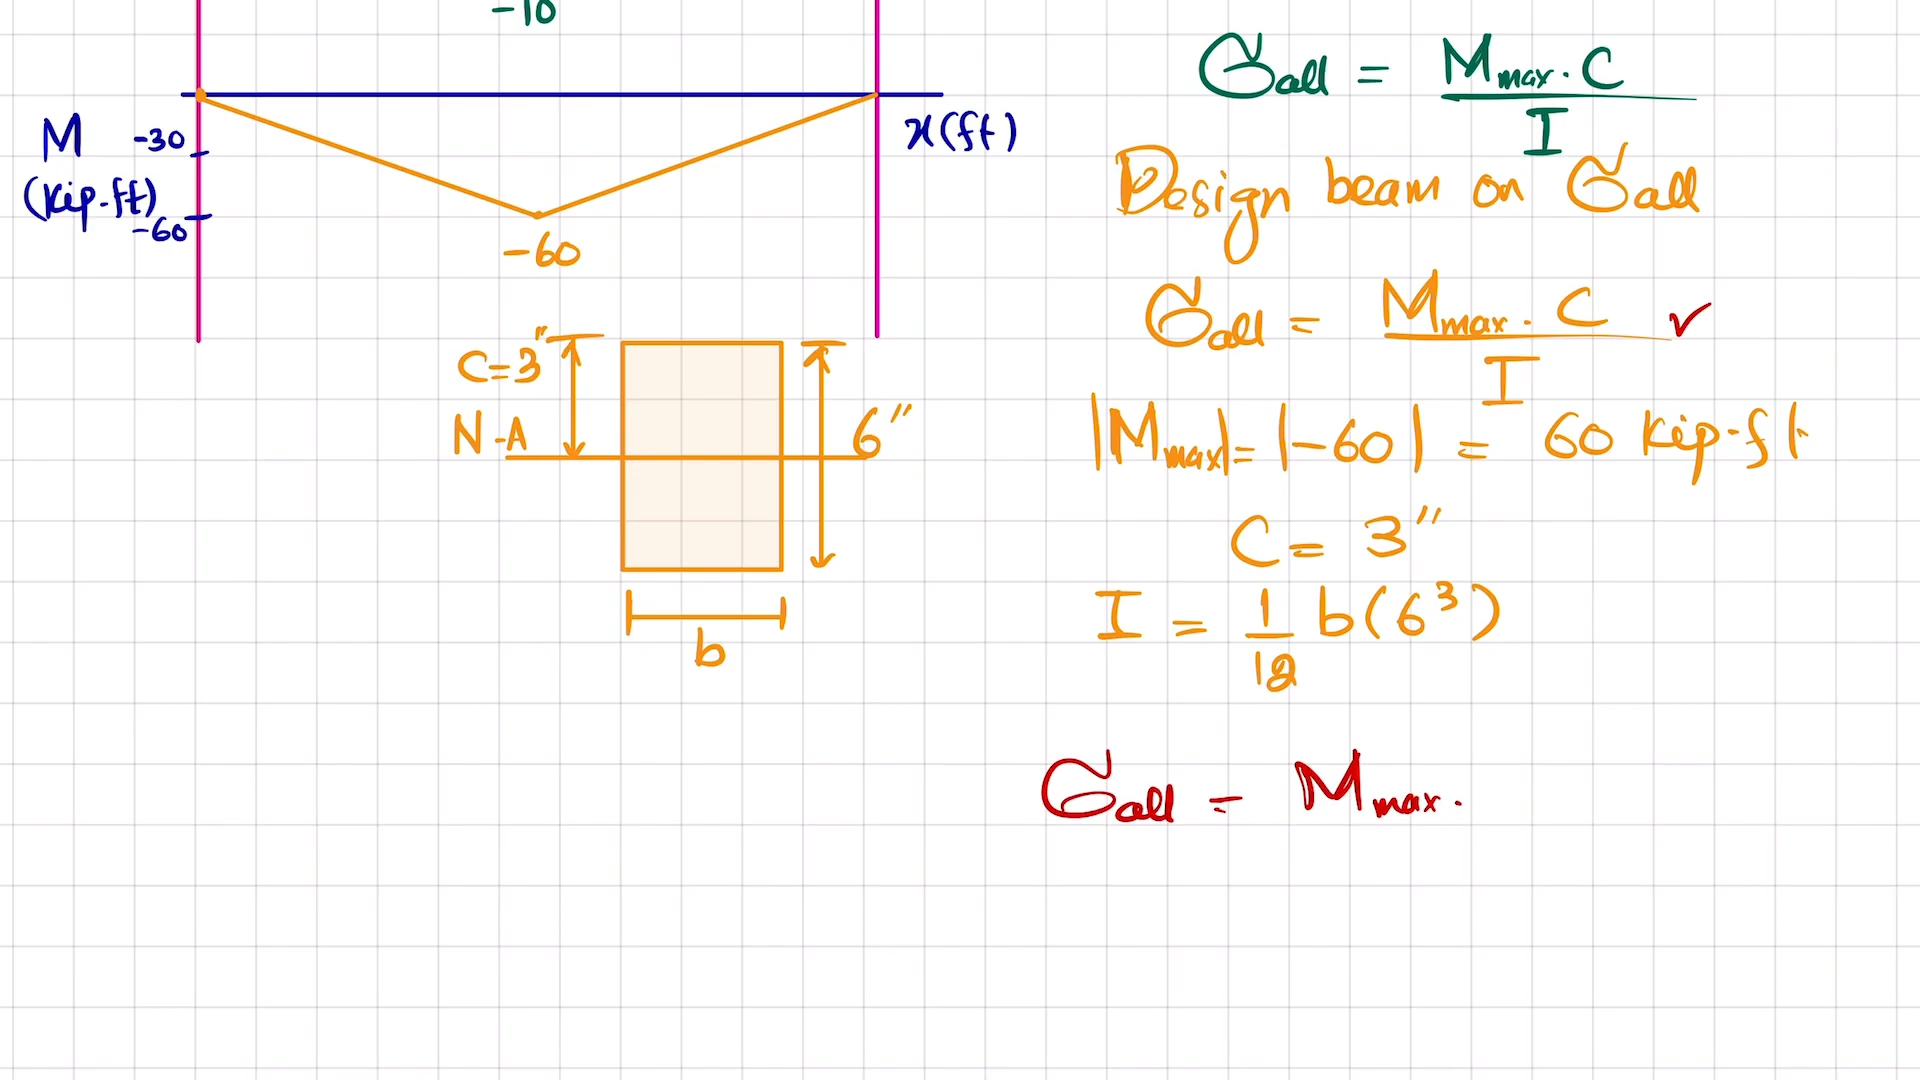 -10
M
-30
(Kip-ft)
-60
x(ft)
-60
C=3"
N-A
6"
b
σall = Mmax. C / I
Design beam on σall
σall = Mmax. C / I ✓
|Mmax|= |-60| = 60 Kip-ft
C = 3"
I = 1/12 b(6³)
σall = Mmax.